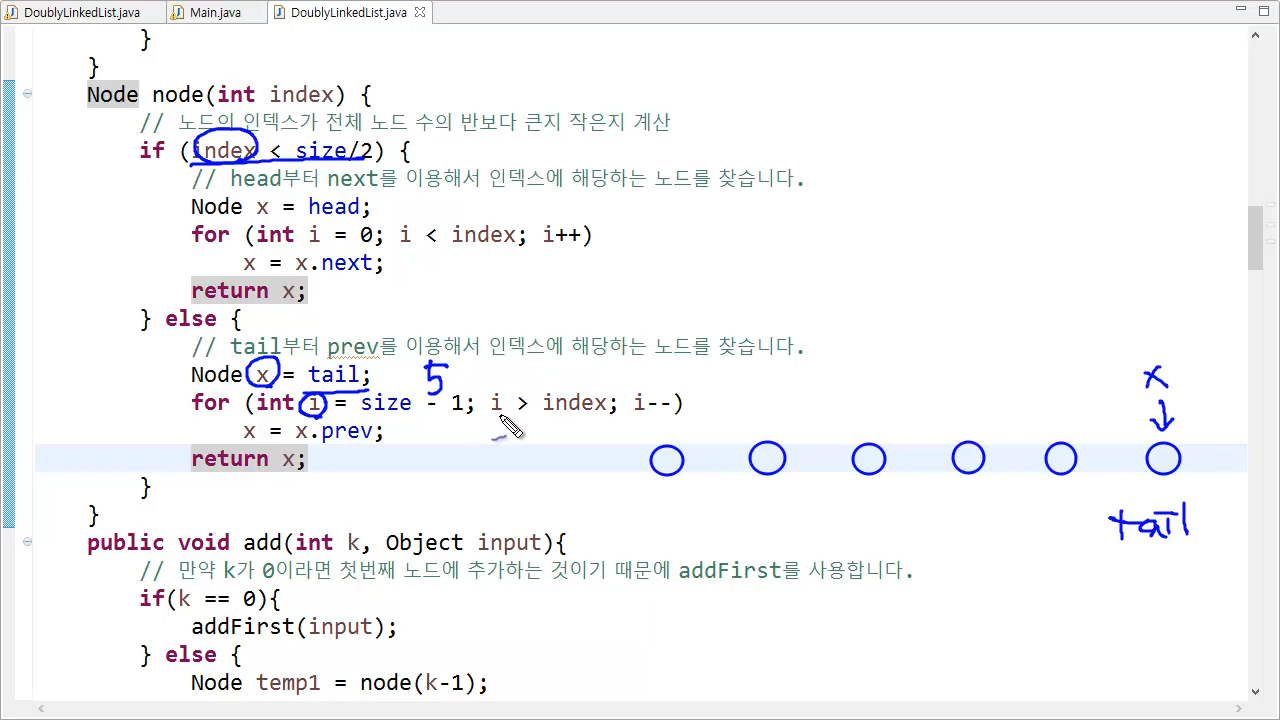 DoublyLinkedList.java Main.java DoublyLinkedList.java
}
}
Node node(int index) {
// 노드의 인덱스가 전체 노드 수의 반보다 큰지 작은지 계산
if (index < size/2) {
// head부터 next를 이용해서 인덱스에 해당하는 노드를 찾습니다.
Node x = head;
for (int i = 0; i < index; i++)
x = x.next;
return x;
} else {
// tail부터 prev를 이용해서 인덱스에 해당하는 노드를 찾습니다.
Node x = tail;
5
x
for (int i = size - 1; i > index; i--)
x = x.prev;
return x;
}
tail
}
public void add(int k, Object input){
// 만약 k가 0이라면 첫번째 노드에 추가하는 것이기 때문에 addFirst를 사용합니다.
if(k == 0){
addFirst(input);
} else {
Node temp1 = node(k-1);